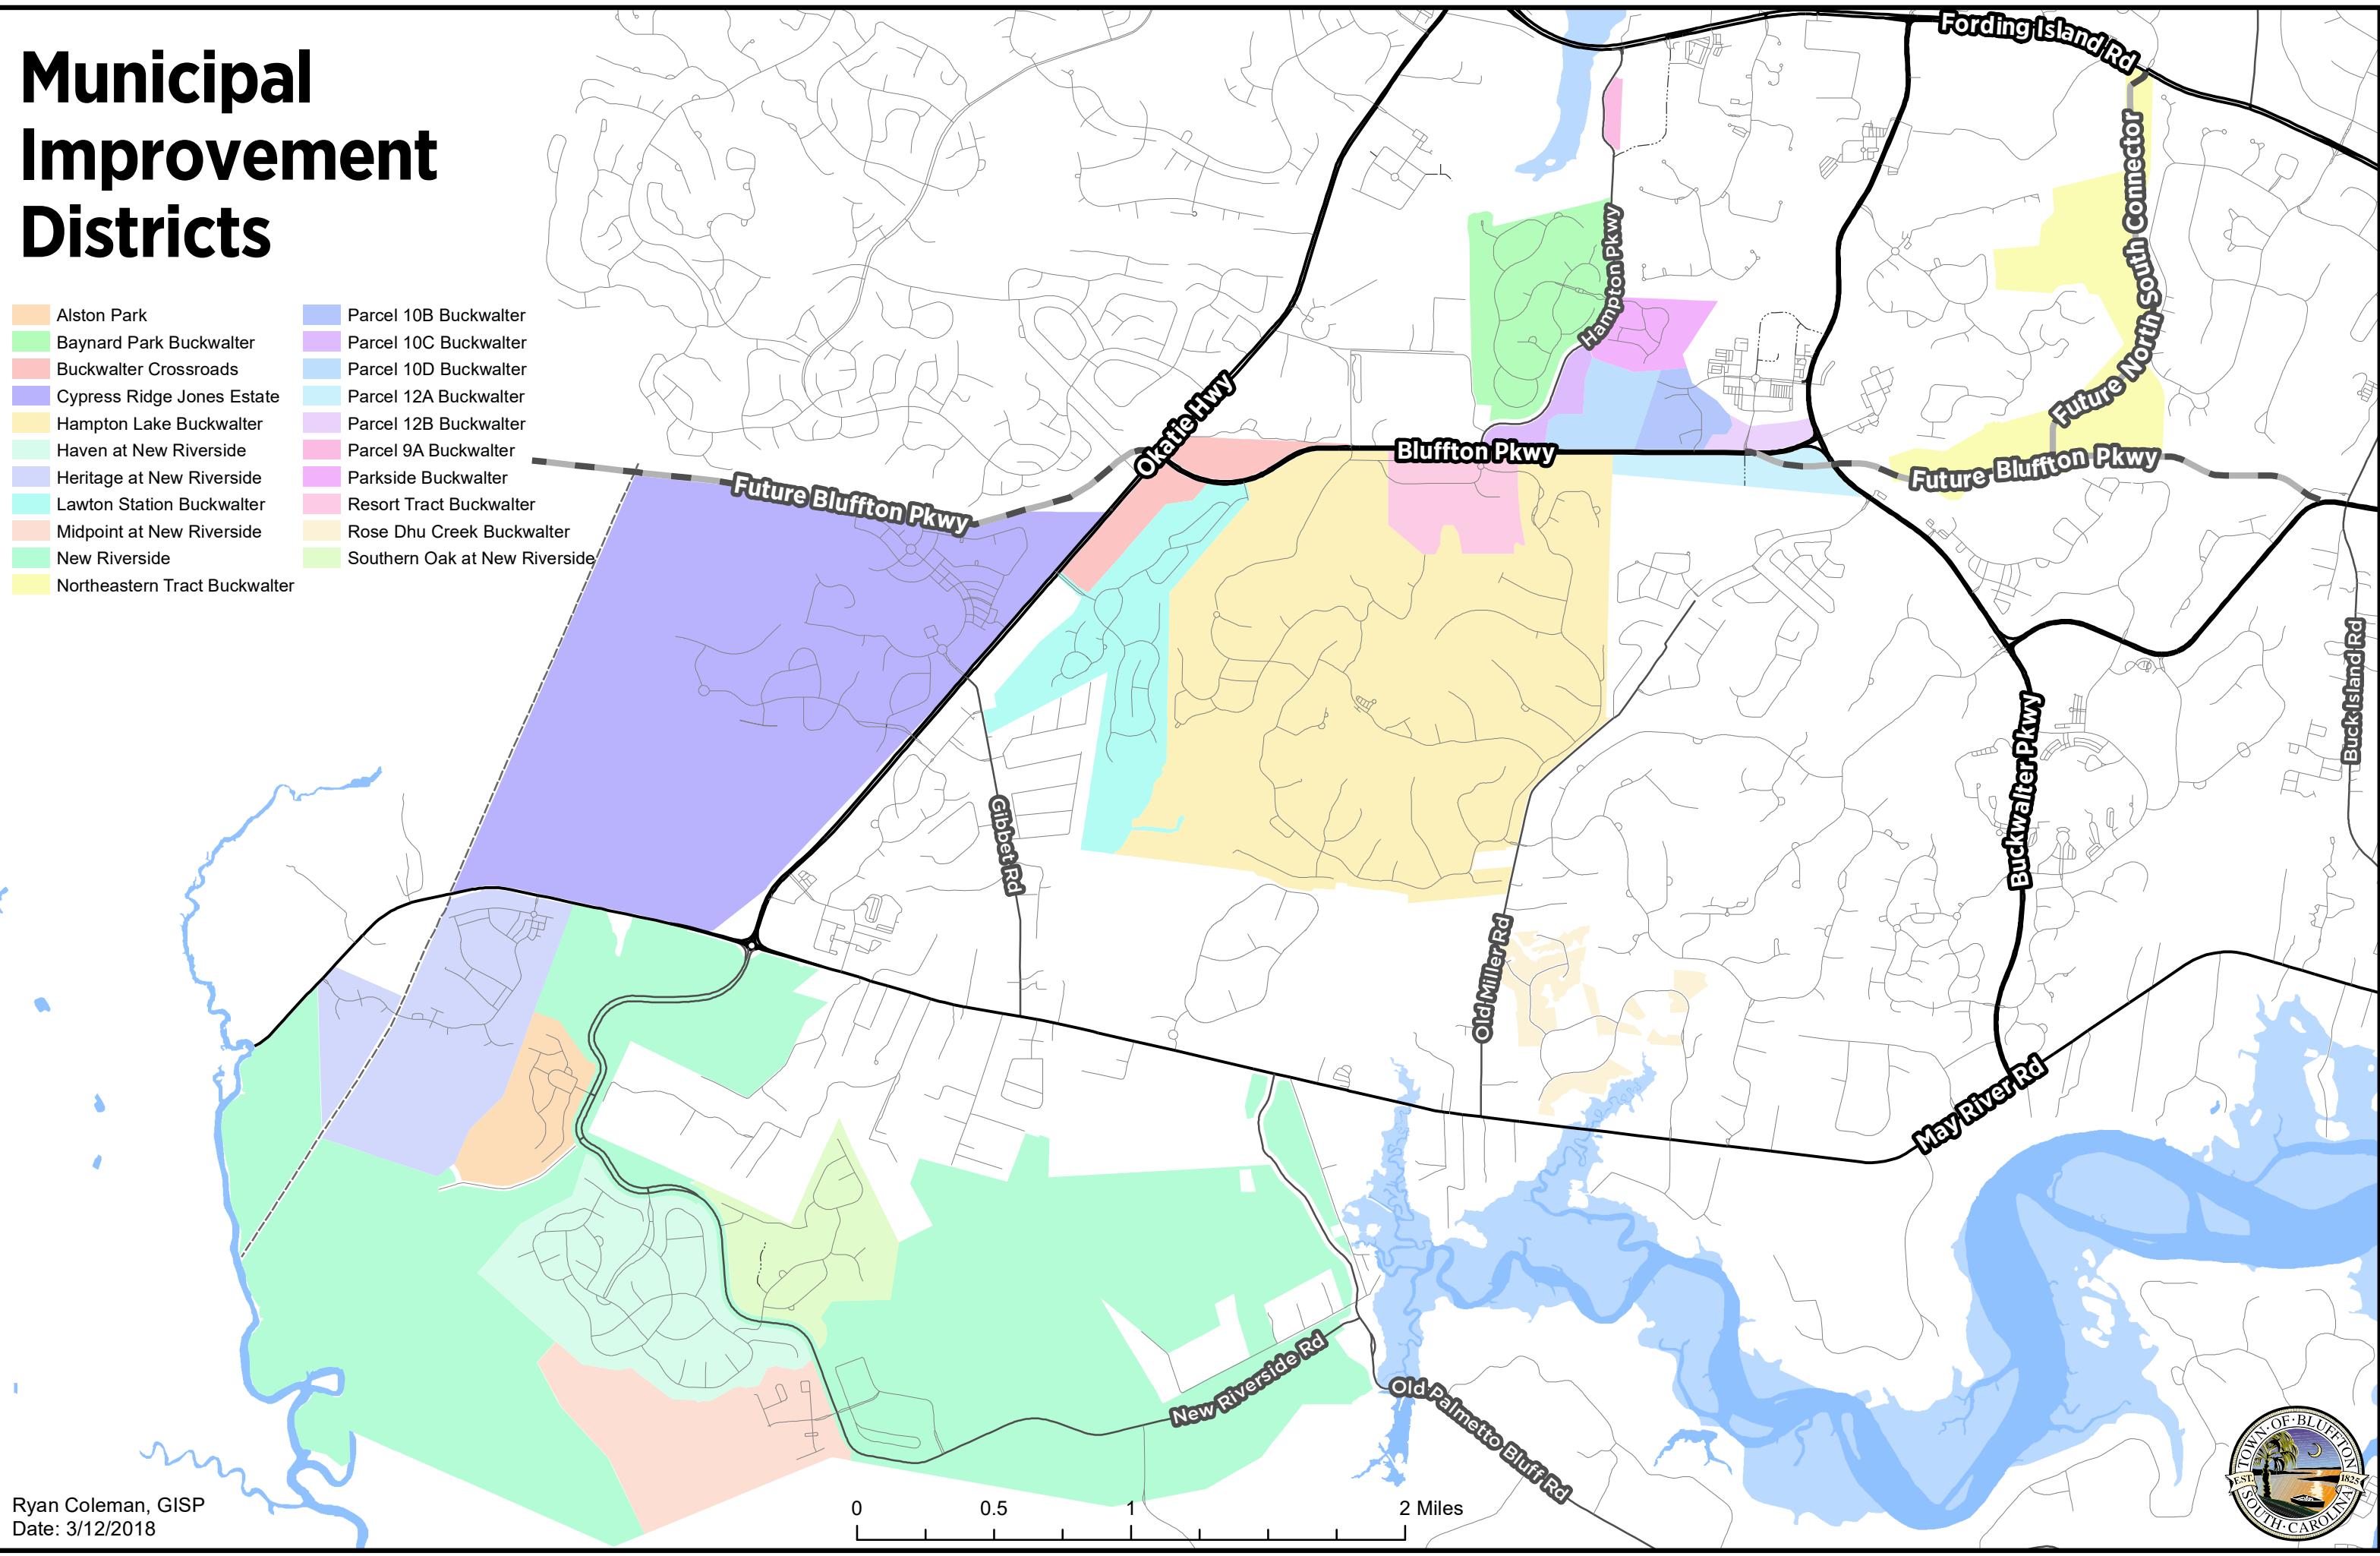 Municipal
Improvement
Districts
Alston Park
Baynard Park Buckwalter
Buckwalter Crossroads
Cypress Ridge Jones Estate
Hampton Lake Buckwalter
Haven at New Riverside
Heritage at New Riverside
Lawton Station Buckwalter
Midpoint at New Riverside
New Riverside
Northeastern Tract Buckwalter
Parcel 10B Buckwalter
Parcel 10C Buckwalter
Parcel 10D Buckwalter
Parcel 12A Buckwalter
Parcel 12B Buckwalter
Parcel 9A Buckwalter
Parkside Buckwalter
Resort Tract Buckwalter
Rose Dhu Creek Buckwalter
Southern Oak at New Riverside
Fording Island Rd
Future North South Connector
Hampton Pkwy
Okatie Hwy
Bluffton Pkwy
Future Bluffton Pkwy
Future Bluffton Pkwy
Buck Island Rd
Buckwalter Pkwy
Gibbet Rd
Old Miller Rd
May River Rd
New Riverside Rd
Old Palmetto Bluff Rd
Ryan Coleman, GISP
Date: 3/12/2018
0 0.5 1 2 Miles
TOWN·OF·BLUFFTON
EST. 1825
SOUTH·CAROLINA